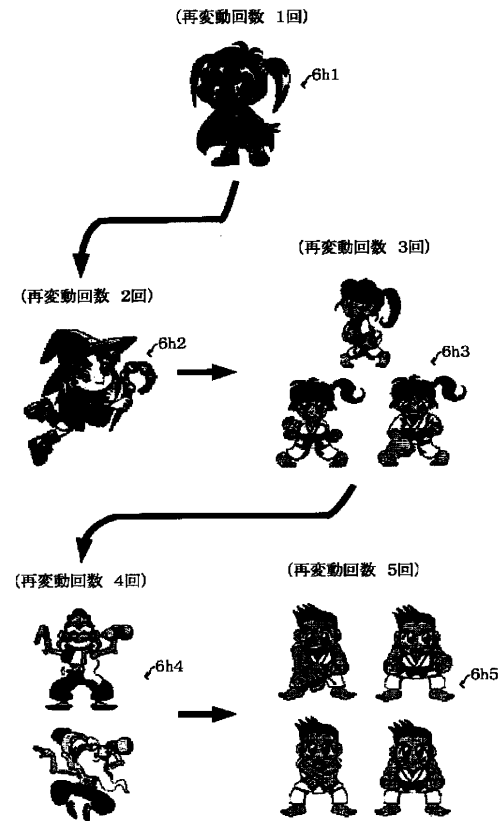 (再変動回数 1回)
6h1
(再変動回数 2回)
6h2
(再変動回数 3回)
6h3
(再変動回数 4回)
6h4
(再変動回数 5回)
6h5